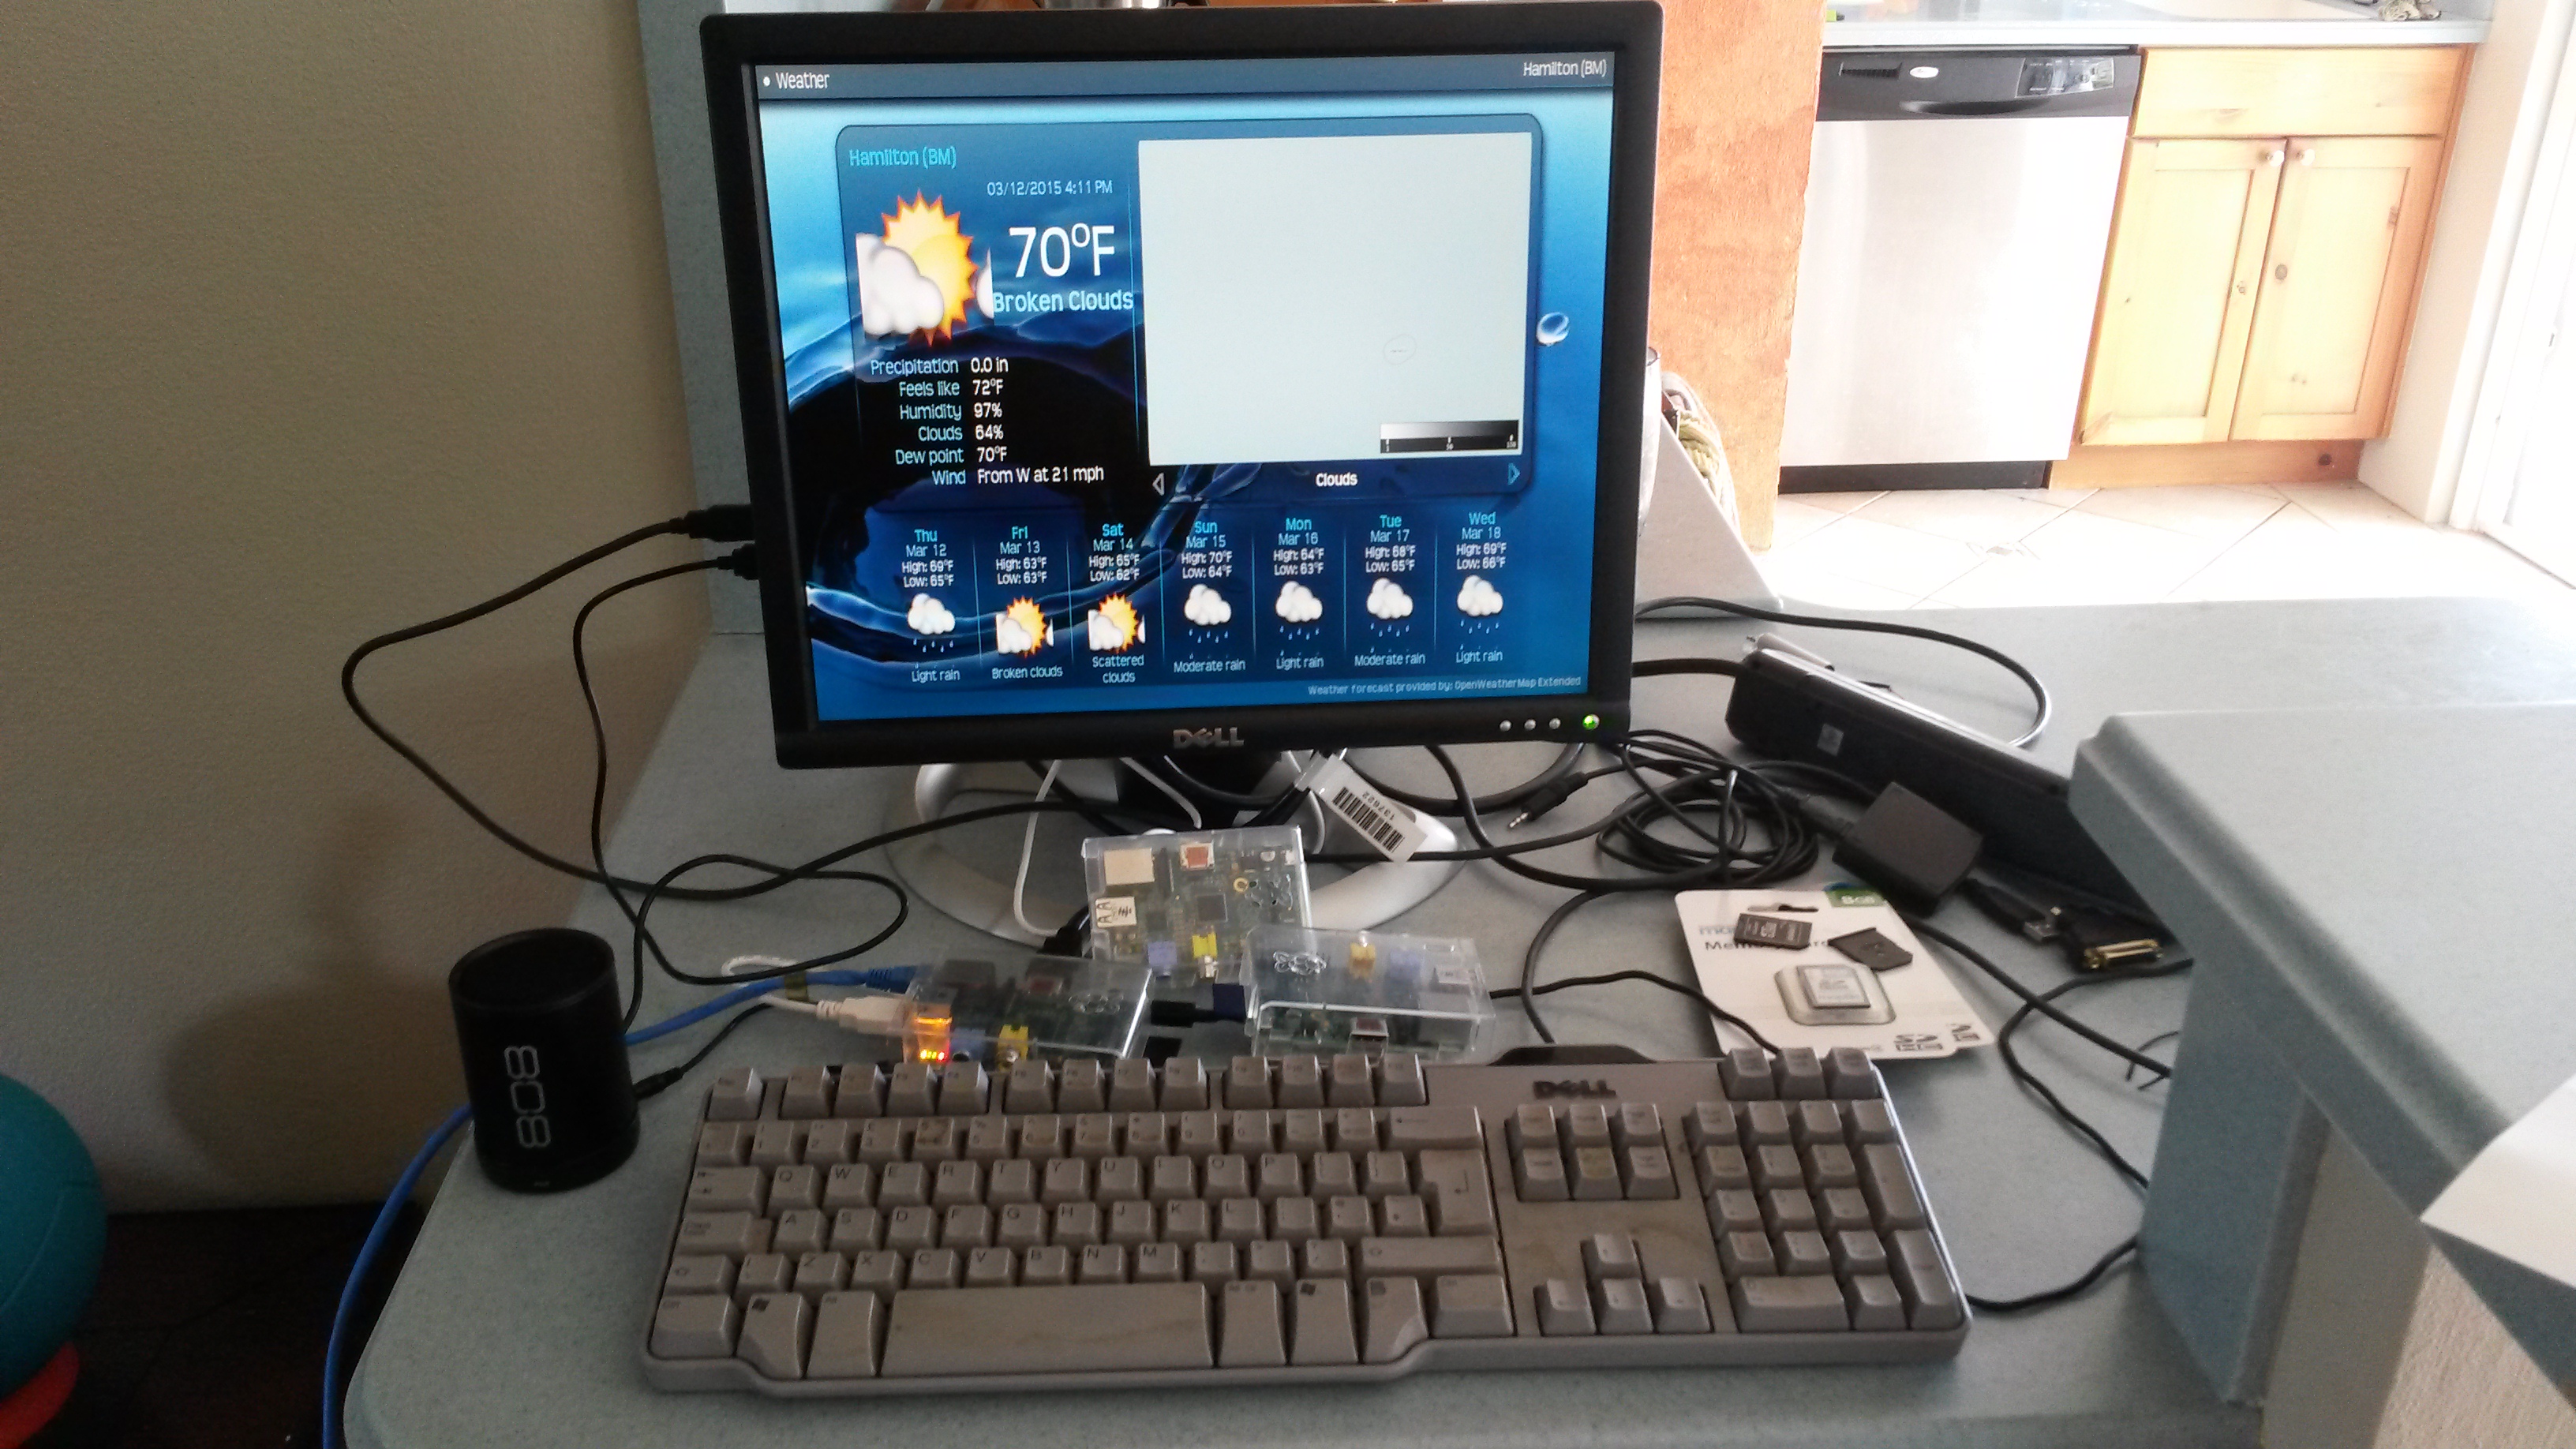 Weather
Hamilton (BM)
Hamilton (BM)
03/12/2015 4:11 PM
70°F
Broken Clouds
Precipitation 0.0 in
Feels like 72°F
Humidity 97%
Clouds 64%
Dew point 70°F
Wind From W at 21 mph
Clouds
Thu
Mar 12
High: 69°F
Low: 65°F
Light rain
Fri
Mar 13
High: 63°F
Low: 63°F
Broken clouds
Sat
Mar 14
High: 65°F
Low: 62°F
Scattered
clouds
Sun
Mar 15
High: 70°F
Low: 64°F
Moderate rain
Mon
Mar 16
High: 64°F
Low: 63°F
Light rain
Tue
Mar 17
High: 68°F
Low: 65°F
Moderate rain
Wed
Mar 18
High: 69°F
Low: 66°F
Light rain
Weather forecast provided by: OpenWeatherMap Extended
DELL
137622
8GB
808
DELL
Q W E R T Y U I O P
A S D F G H J K L
Z X C V B N M